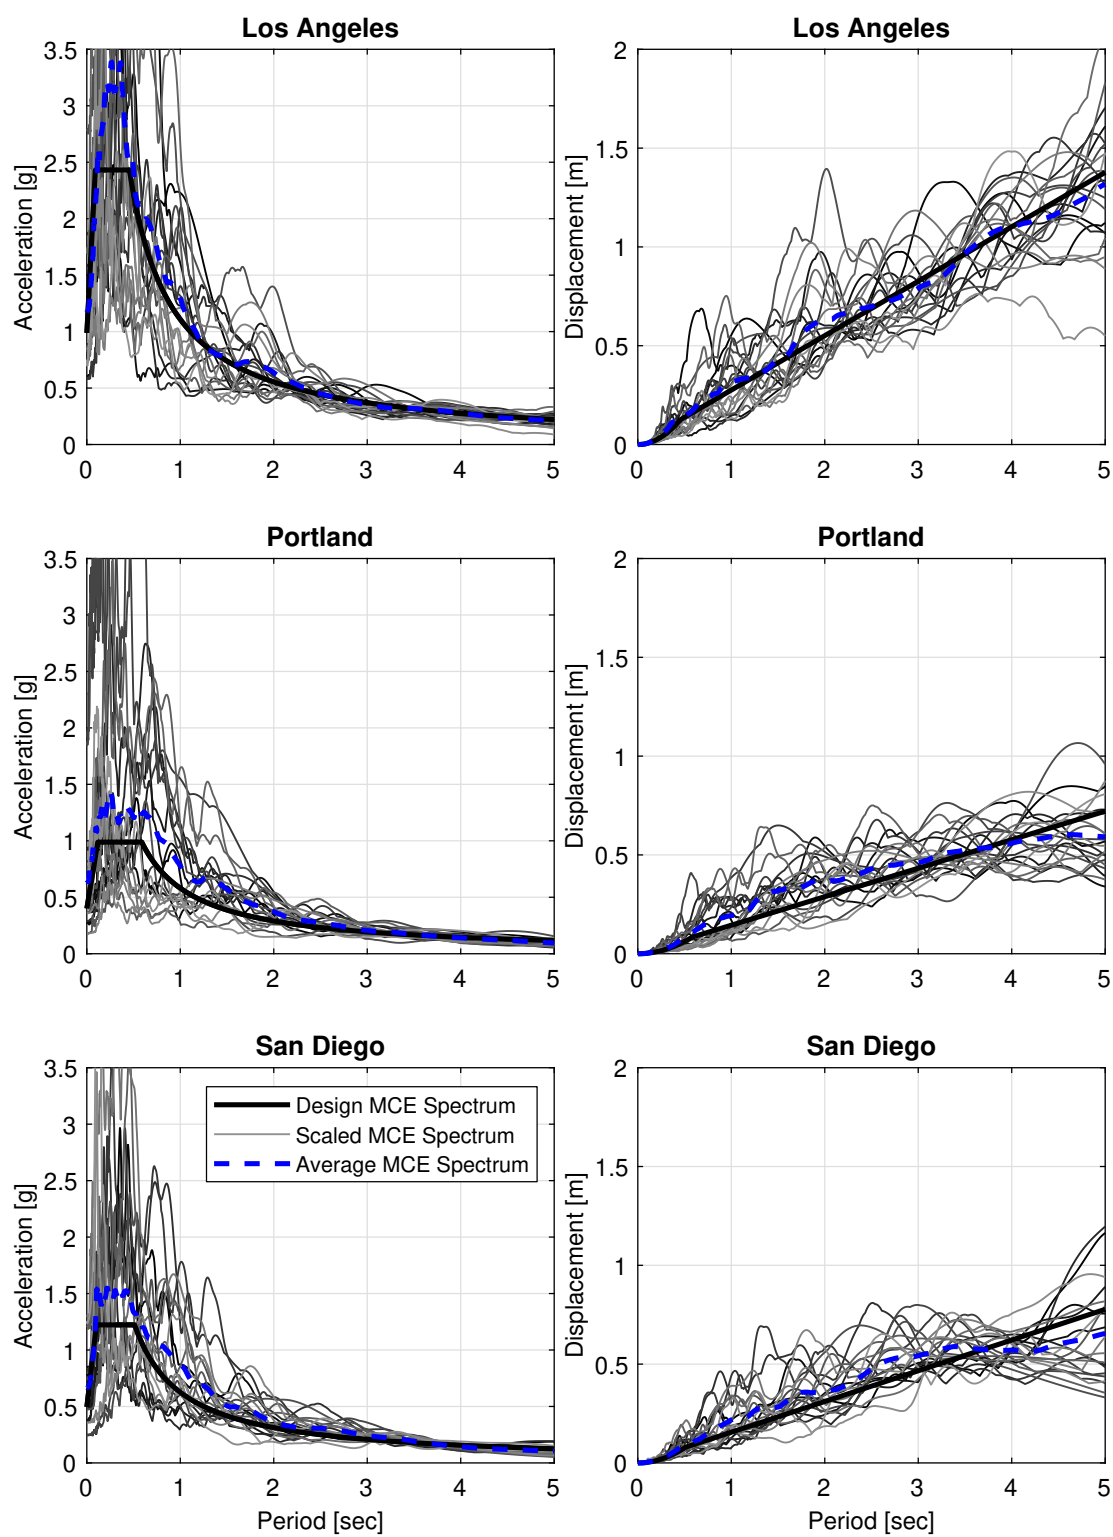 Los Angeles
Los Angeles
3.5
3
2.5
2
1.5
1
0.5
0
Acceleration [g]
0 1 2 3 4 5
2
1.5
1
0.5
0
Displacement [m]
0 1 2 3 4 5
Portland
Portland
3.5
3
2.5
2
1.5
1
0.5
0
Acceleration [g]
0 1 2 3 4 5
2
1.5
1
0.5
0
Displacement [m]
0 1 2 3 4 5
San Diego
San Diego
3.5
3
2.5
2
1.5
1
0.5
0
Acceleration [g]
Design MCE Spectrum
Scaled MCE Spectrum
Average MCE Spectrum
0 1 2 3 4 5
Period [sec]
2
1.5
1
0.5
0
Displacement [m]
0 1 2 3 4 5
Period [sec]